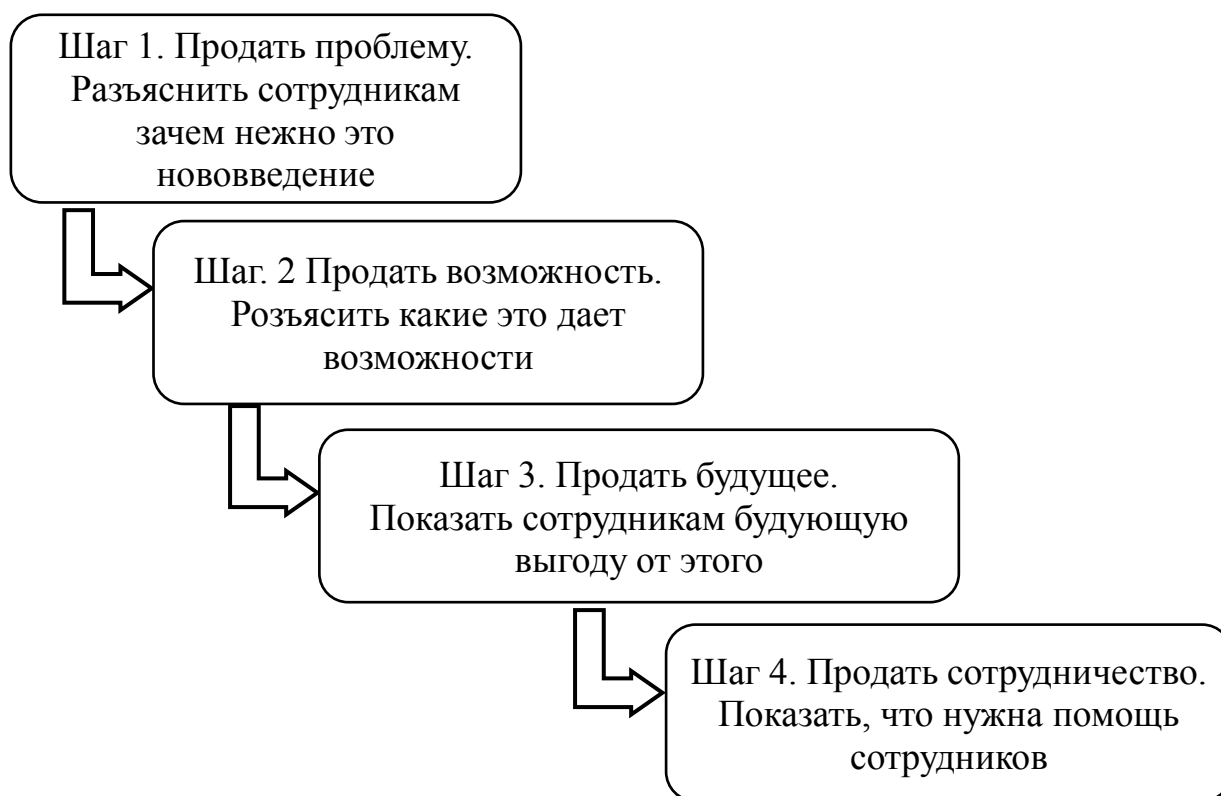 Шаг 1. Продать проблему.
Разъяснить сотрудникам
зачем нежно это
нововведение
Шаг. 2 Продать возможность.
Розъясить какие это дает
возможности
Шаг 3. Продать будущее.
Показать сотрудникам будующую
выгоду от этого
Шаг 4. Продать сотрудничество.
Показать, что нужна помощь
сотрудников